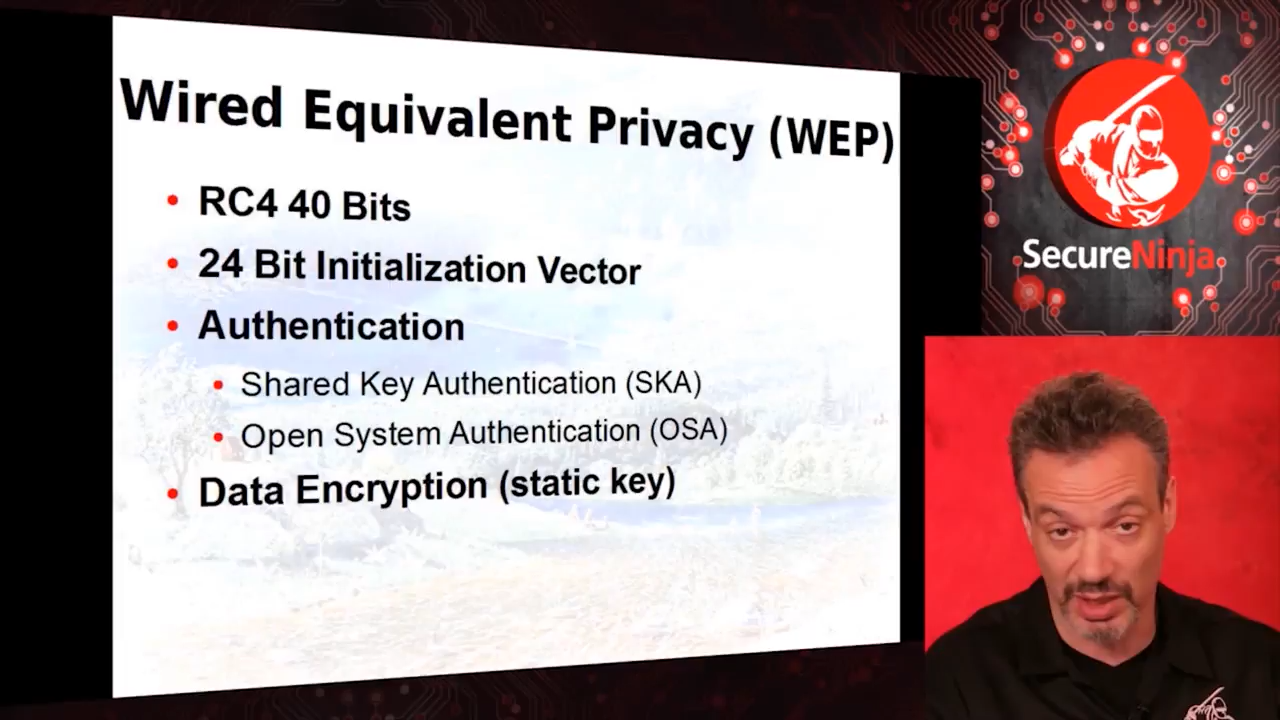 Wired Equivalent Privacy (WEP)
RC4 40 Bits
24 Bit Initialization Vector
Authentication
Shared Key Authentication (SKA)
Open System Authentication (OSA)
Data Encryption (static key)
SecureNinja